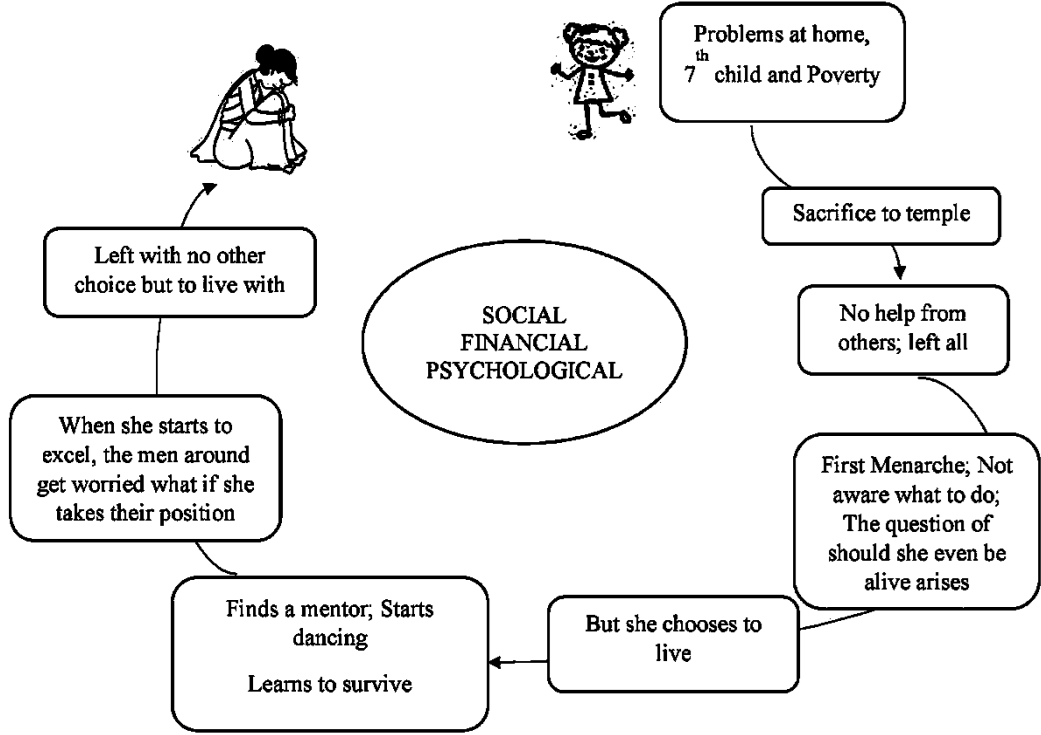 Problems at home,
7th child and Poverty
Sacrifice to temple
No help from
others; left all
First Menarche; Not
aware what to do;
The question of
should she even be
alive arises
But she chooses to
live
Finds a mentor; Starts
dancing
Learns to survive
When she starts to
excel, the men around
get worried what if she
takes their position
Left with no other
choice but to live with
SOCIAL
FINANCIAL
PSYCHOLOGICAL